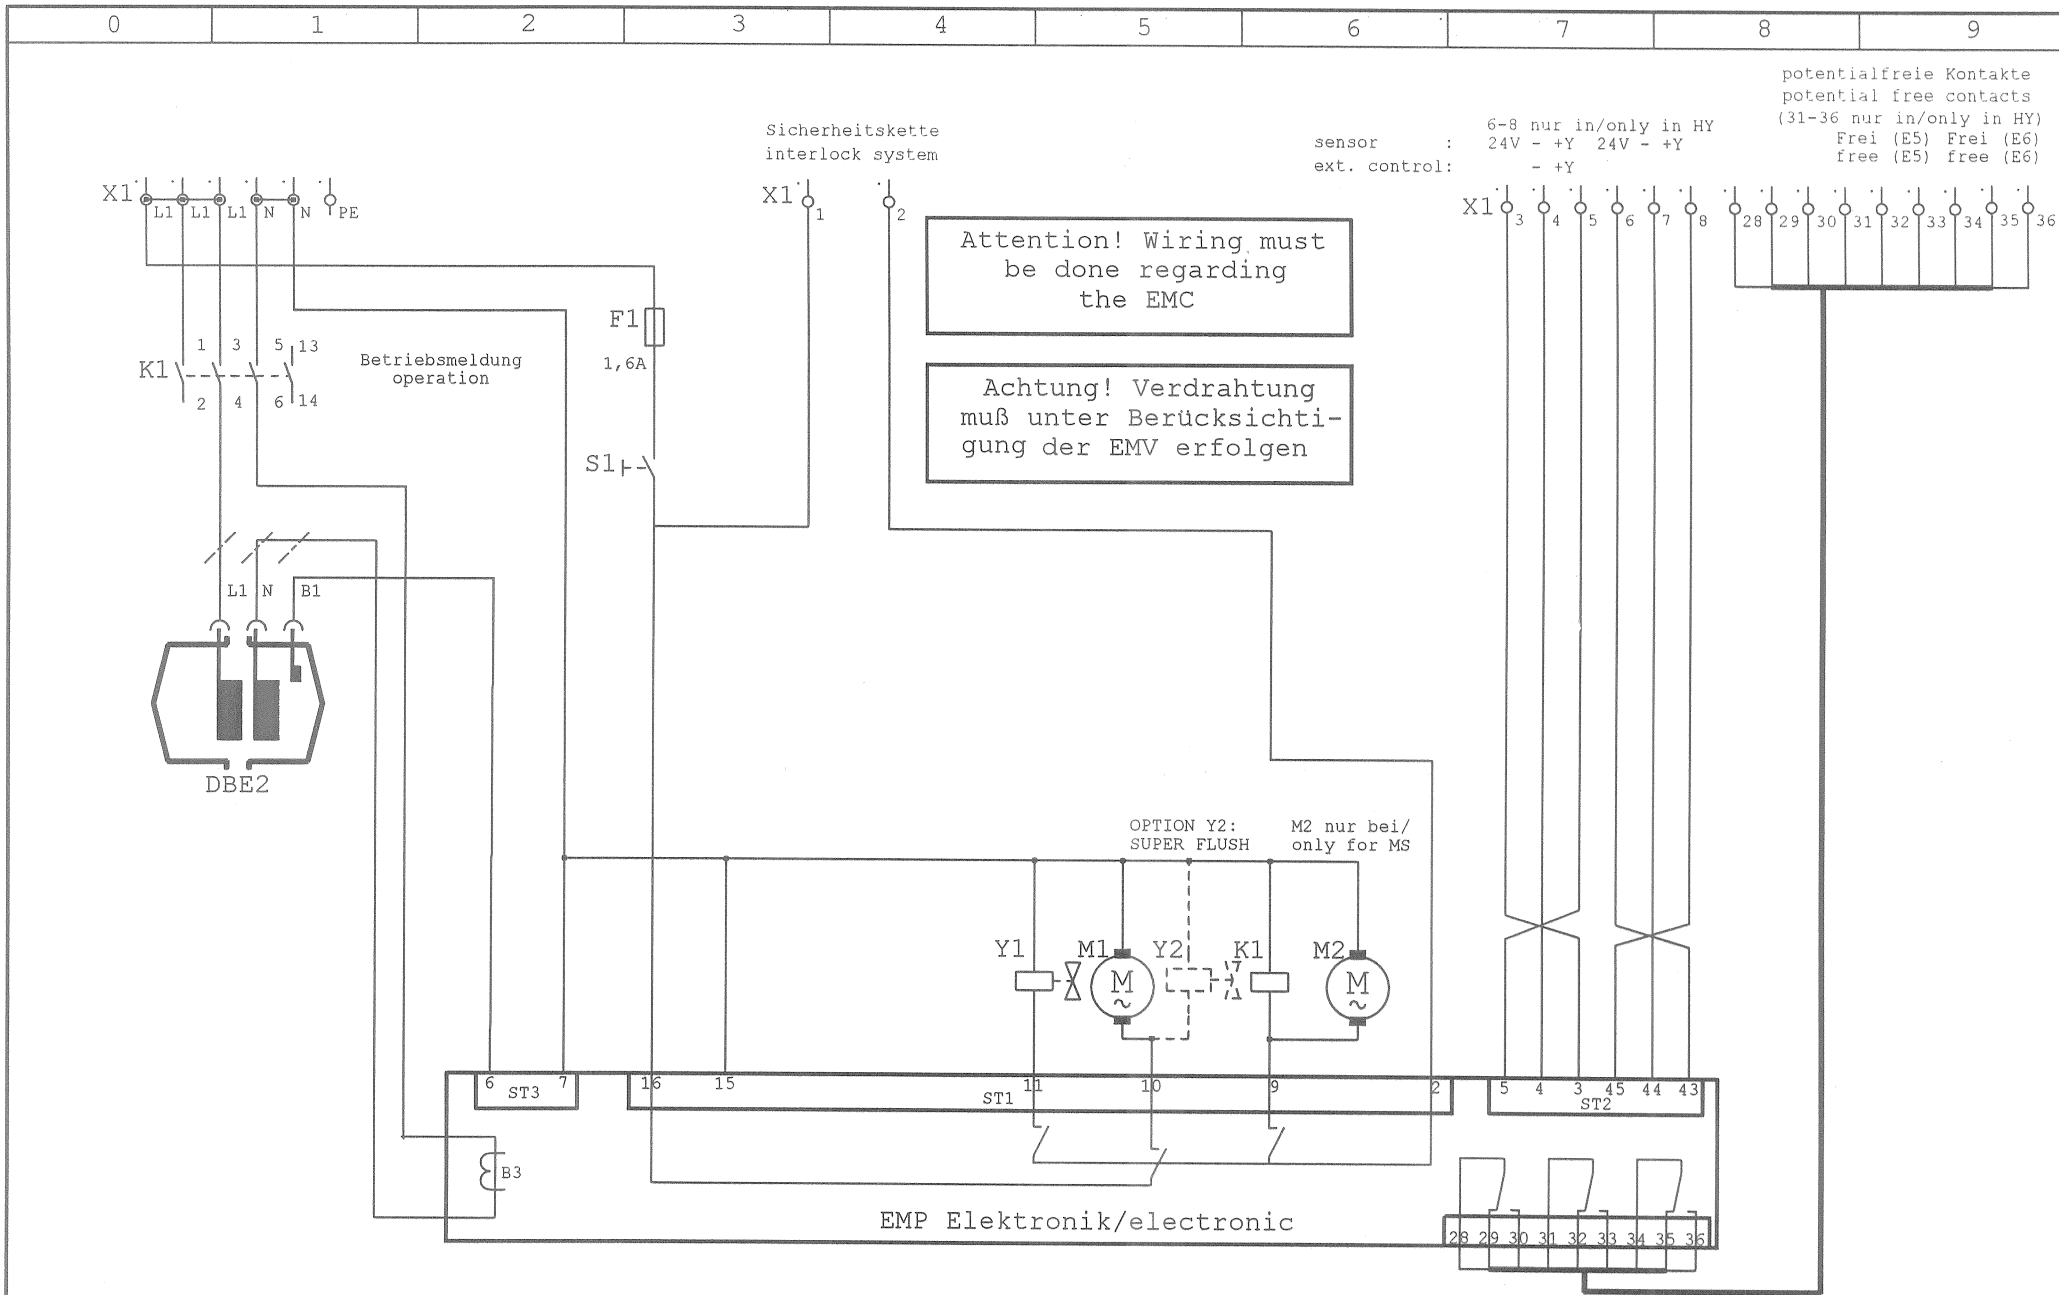 0 1 2 3 4 5 6 7 8 9
potentialfreie Kontakte
potential free contacts
(31-36 nur in/only in HY)
Frei (E5) Frei (E6)
free (E5) free (E6)
Sicherheitskette
interlock system
6-8 nur in/only in HY
sensor : 24V - +Y 24V - +Y
ext. control: - +Y
X1 L1 L1 L1 N N PE
X1 1 2
X1 3 4 5 6 7 8 28 29 30 31 32 33 34 35 36
Attention! Wiring must
be done regarding
the EMC
F1
1,6A
K1
1 3 5 13
2 4 6 14
Betriebsmeldung
operation
Achtung! Verdrahtung
muß unter Berücksichti-
gung der EMV erfolgen
S1
L1 N B1
DBE2
OPTION Y2:
SUPER FLUSH
M2 nur bei/
only for MS
Y1 M1 Y2 K1 M2
M M
~ ~
6 7 16 15 11 10 9 2 5 4 3 45 44 43
ST3 ST1 ST2
B3
EMP Elektronik/electronic
28 29 30 31 32 33 34 35 36